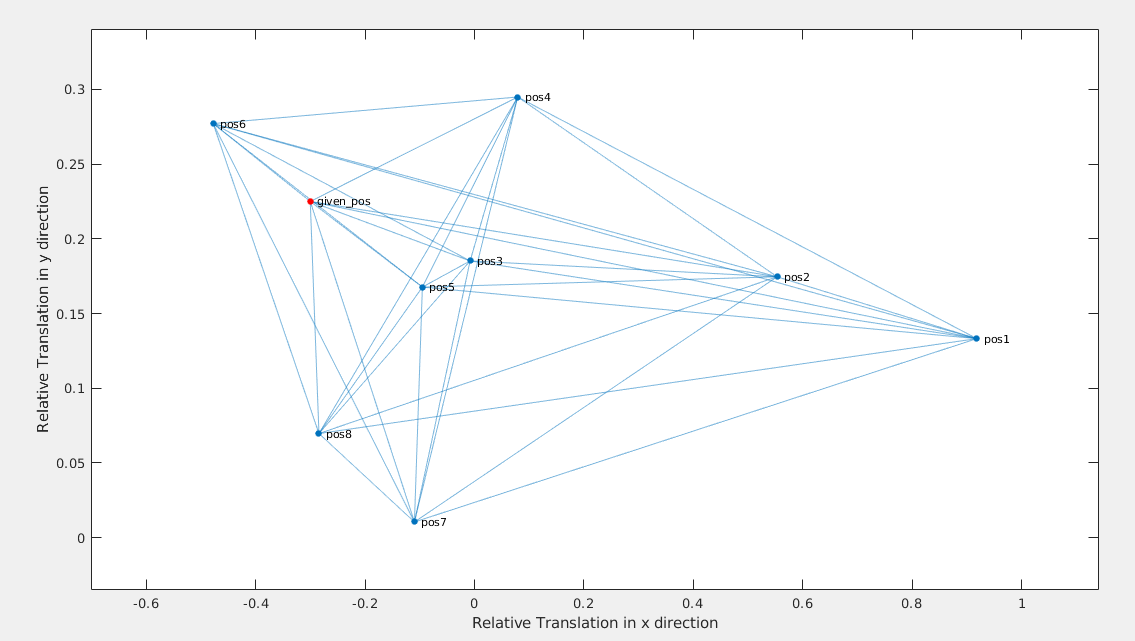 0.3
0.25
0.2
0.15
0.1
0.05
0
Relative Translation in y direction
pos4
pos6
given_pos
pos3
pos2
pos5
pos1
pos8
pos7
-0.6
-0.4
-0.2
0
0.2
0.4
0.6
0.8
1
Relative Translation in x direction